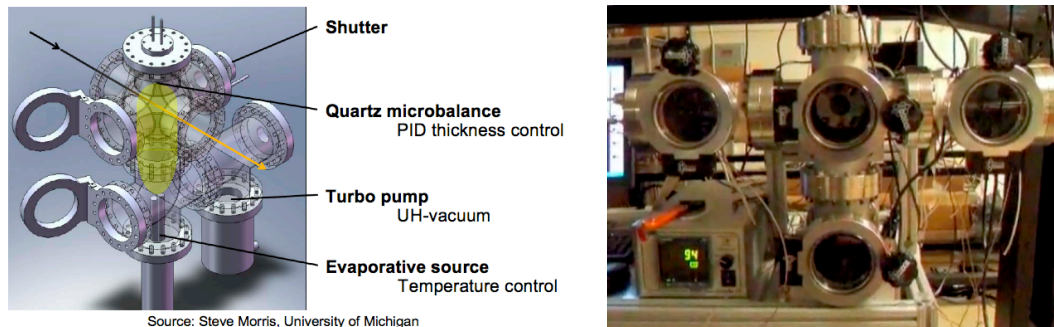 Shutter
Quartz microbalance
PID thickness control
Turbo pump
UH-vacuum
Evaporative source
Temperature control
Source: Steve Morris, University of Michigan
94